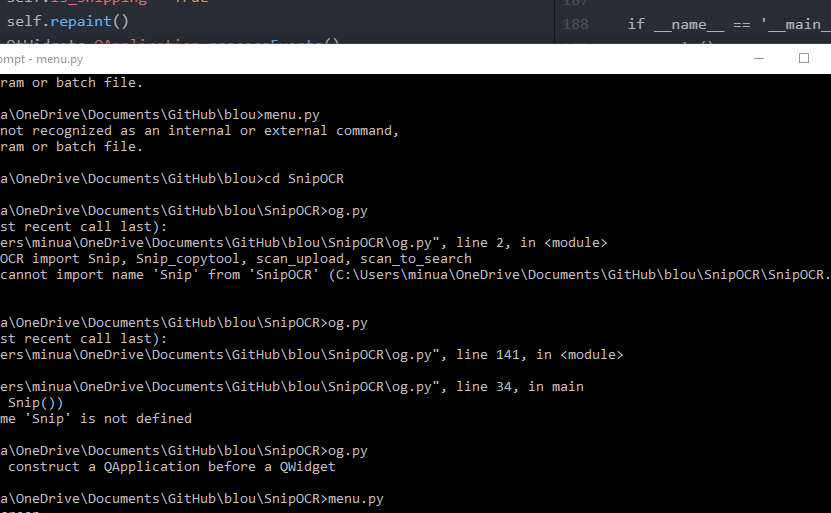 self.is_snipping = True
self.repaint()
QtWidgets.QApplication.processEvents()
187
188 if __name__ == '__main_
ompt - menu.py
ram or batch file.
a\OneDrive\Documents\GitHub\blou>menu.py
not recognized as an internal or external command,
ram or batch file.
a\OneDrive\Documents\GitHub\blou>cd SnipOCR
a\OneDrive\Documents\GitHub\blou\SnipOCR>og.py
st recent call last):
ers\minua\OneDrive\Documents\GitHub\blou\SnipOCR\og.py", line 2, in <module>
OCR import Snip, Snip_copytool, scan_upload, scan_to_search
cannot import name 'Snip' from 'SnipOCR' (C:\Users\minua\OneDrive\Documents\GitHub\blou\SnipOCR\SnipOCR.
a\OneDrive\Documents\GitHub\blou\SnipOCR>og.py
st recent call last):
ers\minua\OneDrive\Documents\GitHub\blou\SnipOCR\og.py", line 141, in <module>
ers\minua\OneDrive\Documents\GitHub\blou\SnipOCR\og.py", line 34, in main
Snip())
me 'Snip' is not defined
a\OneDrive\Documents\GitHub\blou\SnipOCR>og.py
construct a QApplication before a QWidget
a\OneDrive\Documents\GitHub\blou\SnipOCR>menu.py